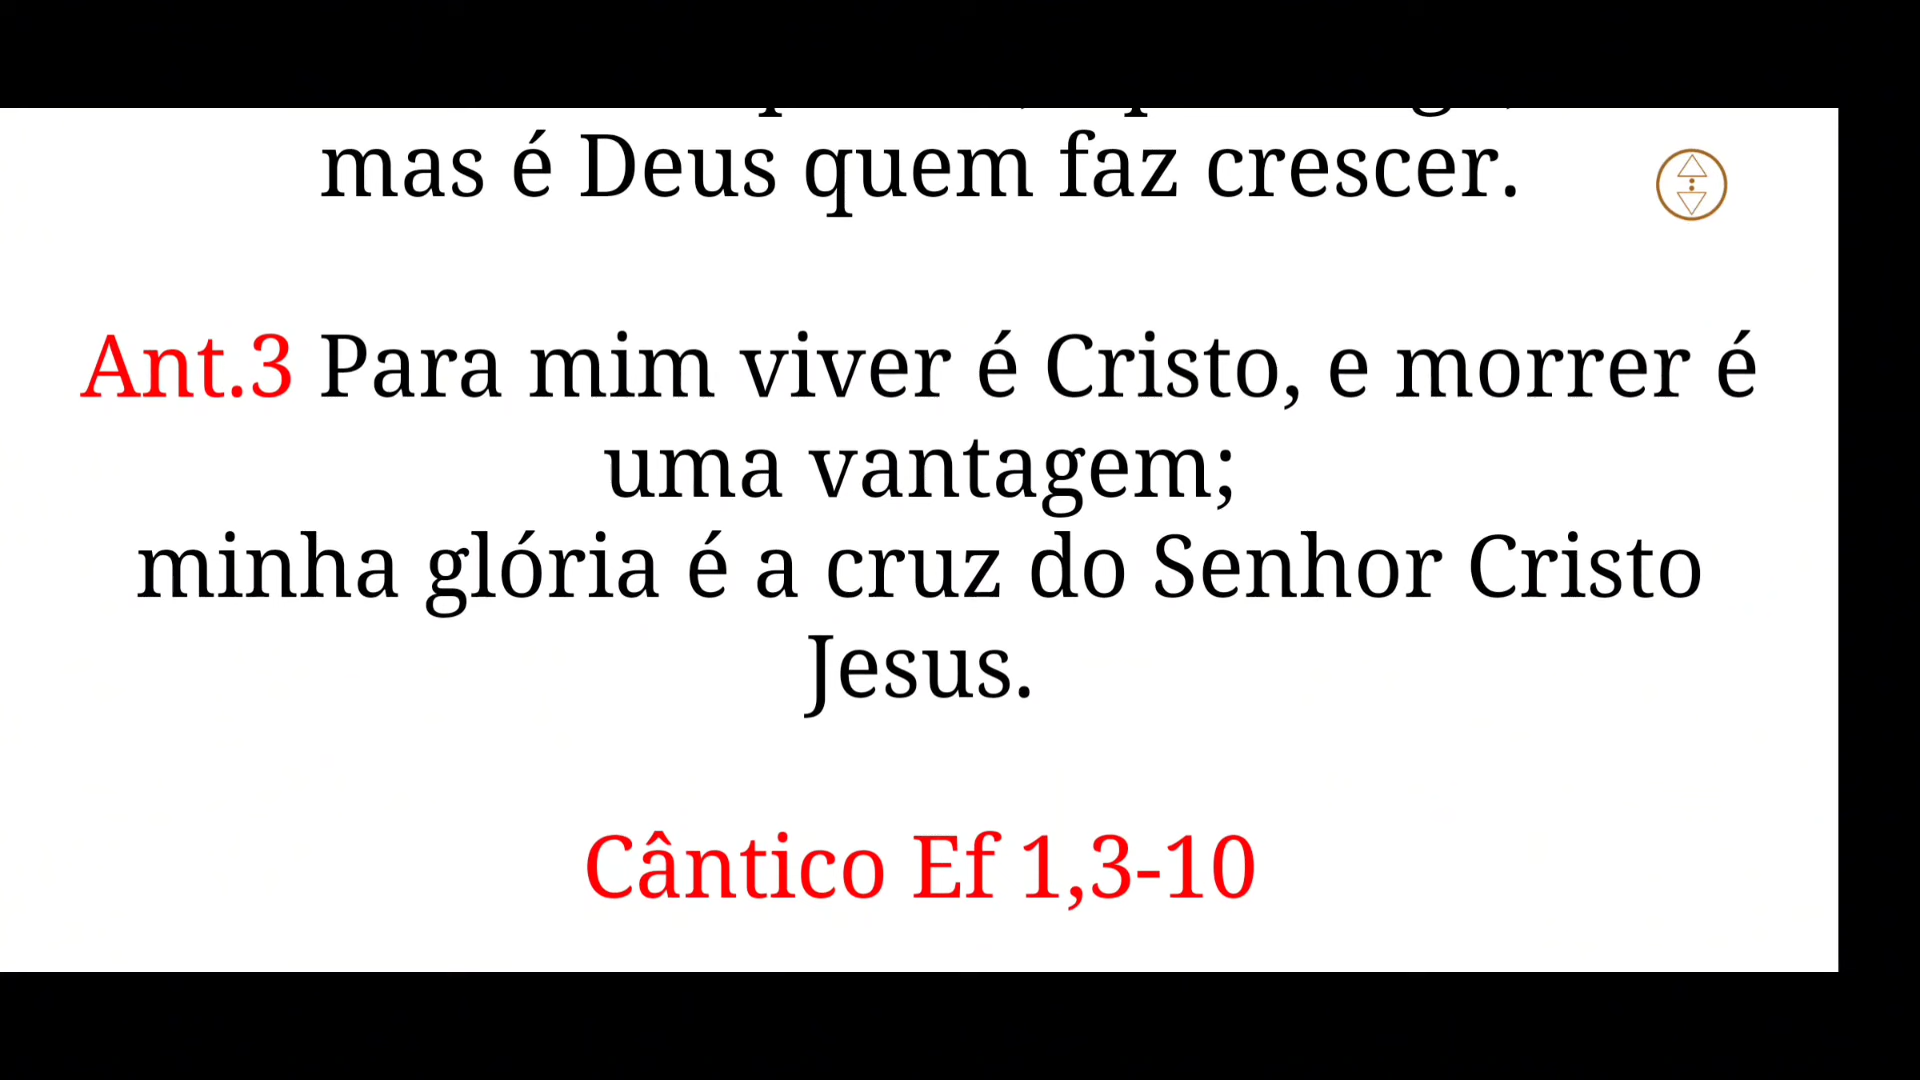 mas é Deus quem faz crescer.
Ant.3 Para mim viver é Cristo, e morrer é
uma vantagem;
minha glória é a cruz do Senhor Cristo
Jesus.
Cântico Ef 1,3-10